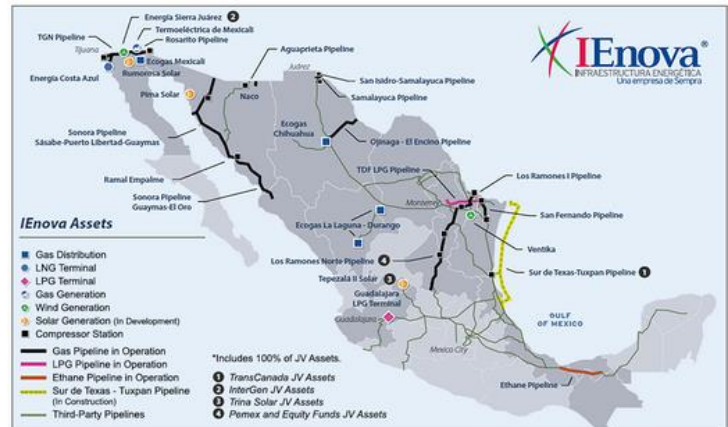 IEnova®
INFRAESTRUCTURA ENERGÉTICA
Una empresa de Sempra
Energía Sierra Juárez 2
Termoeléctrica de Mexicali
TGN Pipeline
Rosarito Pipeline
Tijuana
Ecogas Mexicali
Energía Costa Azul
Rumorosa Solar
Aguaprieta Pipeline
Juárez
San Isidro-Samalayuca Pipeline
Samalayuca Pipeline
Pima Solar
Naco
Ecogas
Chihuahua
Ojinaga - El Encino Pipeline
Sonora Pipeline
Sásabe-Puerto Libertad-Guaymas
TDF LPG Pipeline
Los Ramones I Pipeline
Ramal Empalme
Monterrey
San Fernando Pipeline
Sonora Pipeline
Guaymas-El Oro
Ecogas La Laguna - Durango
Ventika
Los Ramones Norte Pipeline 4
Sur de Texas-Tuxpan Pipeline 1
Tepezalá II Solar 3
Guadalajara
LPG Terminal
Guadalajara
GULF
OF MEXICO
Mexico City
Ethane Pipeline
IEnova Assets
Gas Distribution
LNG Terminal
LPG Terminal
Gas Generation
Wind Generation
Solar Generation (In Development)
Compressor Station
Gas Pipeline in Operation
LPG Pipeline in Operation
Ethane Pipeline in Operation
Sur de Texas - Tuxpan Pipeline
(In Construction)
Third-Party Pipelines
*Includes 100% of JV Assets.
1 TransCanada JV Assets
2 InterGen JV Assets
3 Trina Solar JV Assets
4 Pemex and Equity Funds JV Assets